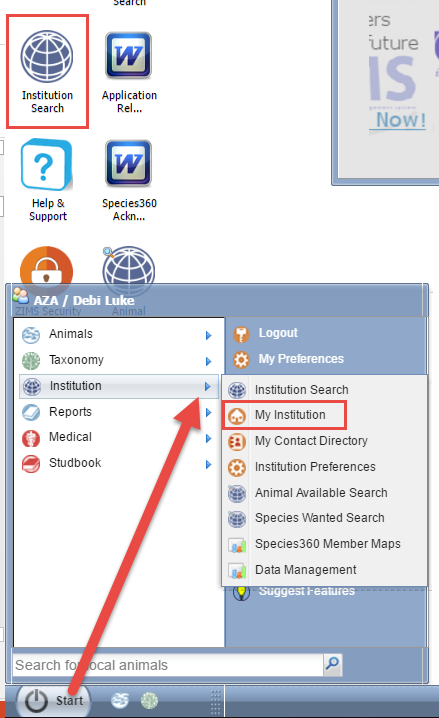 Search
ers
future
IS
Now!
Institution
Search
Application
Rel...
Help &
Support
Species360
Ackn...
AZA / Debi Luke
ZIMS Security
Animal
Animals
Taxonomy
Institution
Reports
Medical
Studbook
Logout
My Preferences
Institution Search
My Institution
My Contact Directory
Institution Preferences
Animal Available Search
Species Wanted Search
Species360 Member Maps
Data Management
Suggest Features
Search for local animals
Start